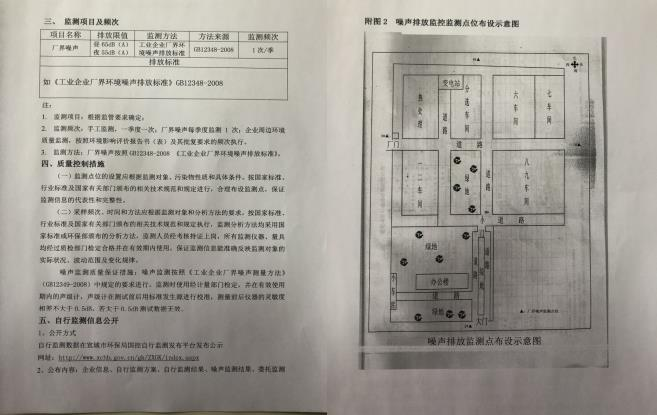 三、 监测项目及频次
项目名称 排放限值 监测方法 方法来源 监测频次
厂界噪声 昼 65dB（A） 夜 55dB（A） 工业企业厂界环境噪声排放标准 GB12348-2008 1 次/季
排放标准
如《工业企业厂界环境噪声排放标准》GB12348-2008
注：
1. 监测项目：根据监管要求确定；
2. 监测频次：手工监测，一季度一次；厂界噪声每季度监测 1 次；企业周边环境
质量监测，按照环境影响评价报告书（表）及其批复要求的频次执行。
3. 监测方法：厂界噪声按照GB12348-2008 《工业企业厂界环境噪声排放标准》。
四、质量控制措施
（一）监测点位的设置应根据监测对象、污染物性质和具体条件，按国家标准、
行业标准及国家有关部门颁布的相关技术规范和规定进行，合理布设监测点，保证
监测信息的代表性和完整性。
（二）采样频次、时间和方法应根据监测对象和分析方法的要求，按国家标准、
行业标准及国家有关部门颁布的相关技术规范和规定执行，监测分析方法均采用国
家标准或环保部颁布的分析方法，监测人员经考核持证上岗，所有监测仪器、量具
均经过质检部门检定合格并在有效期内使用，保证监测信息能准确反映监测对象的
实际状况、波动范围及变化规律。
噪声监测质量保证措施：噪声监测按照《工业企业厂界噪声测量方法》
（GB12349-2008）中规定的要求进行，监测时使用经计量部门检定，并在有效使用
期内的声级计，声级计在测试前后用标准发生源进行校准，测量前后仪器的灵敏度
相差不大于 0.5dB，若大于 0.5dB 测试数据无效。
五、自行监测信息公开
1、公开方式
自行监测数据在宣城市环保局国控自行监测发布平台发布公示
网址：http://www.xchb.gov.cn/gk/ZXGK/index.aspx
2、公布内容：企业信息、自行监测方案、自行监测结果、噪声监测结果、委托监测
附图 2 噪声排放监控监测点位布设示意图
变电站
热处理
道路
分选车间
六车间
七车间
厂门
道 路
一二车间
绿地
道路
八九车间
道 路
绿地
小车班
办公楼
道 路
绿地
道路
绿地
道路
大门
▲：厂界噪声监测点位
噪声排放监测点布设示意图